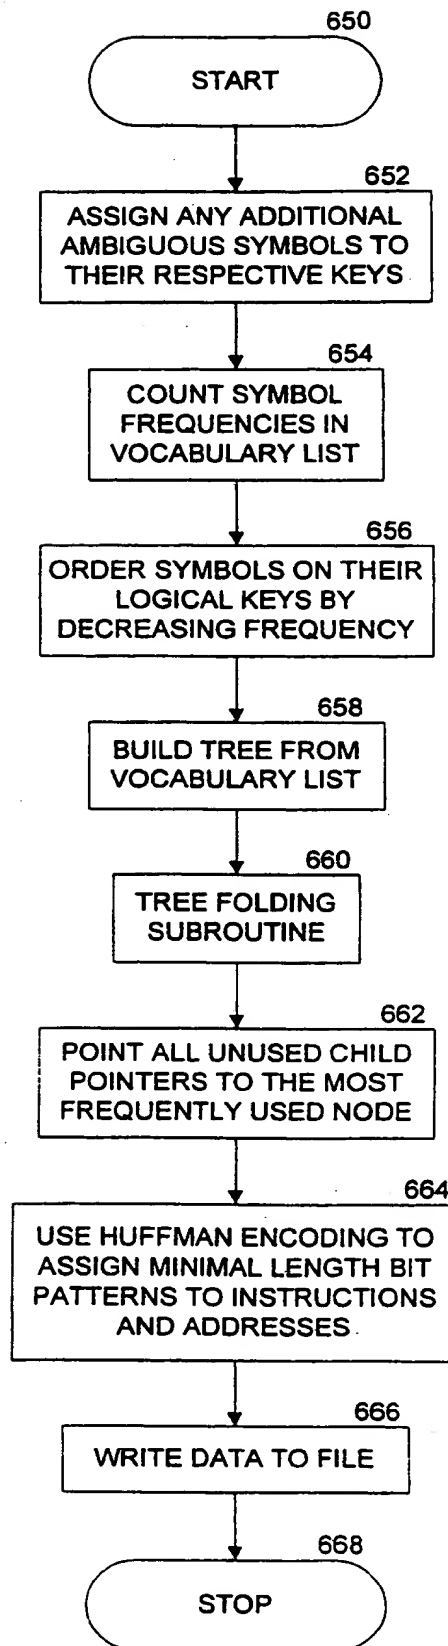 650
START
652
ASSIGN ANY ADDITIONAL
AMBIGUOUS SYMBOLS TO
THEIR RESPECTIVE KEYS
654
COUNT SYMBOL
FREQUENCIES IN
VOCABULARY LIST
656
ORDER SYMBOLS ON THEIR
LOGICAL KEYS BY
DECREASING FREQUENCY
658
BUILD TREE FROM
VOCABULARY LIST
660
TREE FOLDING
SUBROUTINE
662
POINT ALL UNUSED CHILD
POINTERS TO THE MOST
FREQUENTLY USED NODE
664
USE HUFFMAN ENCODING TO
ASSIGN MINIMAL LENGTH BIT
PATTERNS TO INSTRUCTIONS
AND ADDRESSES
666
WRITE DATA TO FILE
668
STOP